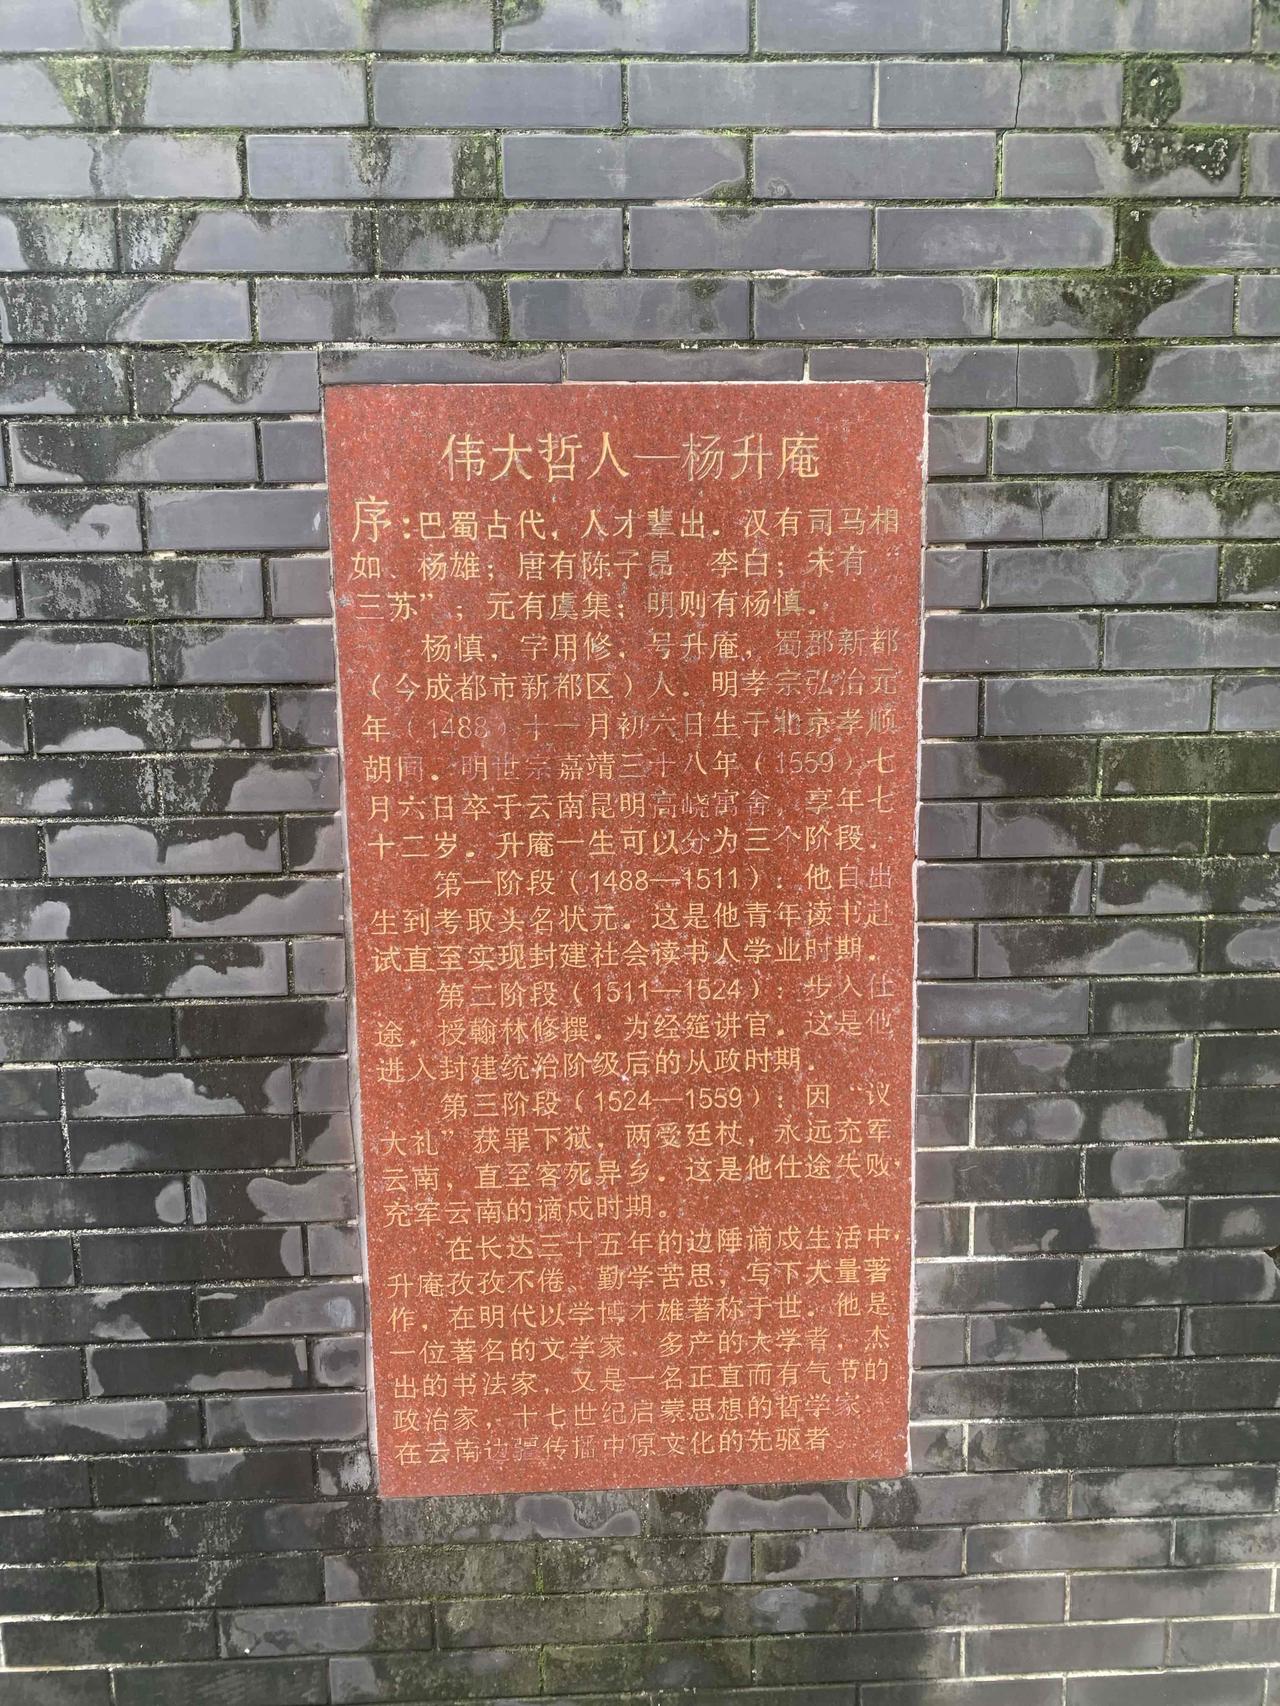 伟大哲人—杨升庵
序:巴蜀古代，人才辈出．汉有司马相
如、杨雄；唐有陈子昂　李白；宋有“
三苏”；元有虞集；明则有杨慎．
杨慎，字用修，号升庵，蜀郡新都
（今成都市新都区）人．明孝宗弘治元
年（1488）十一月初六日生于北京孝顺
胡同．明世宗嘉靖三十八年（1559）七
月六日卒于云南昆明高峣寓舍，享年七
十二岁．升庵一生可以分为三个阶段．
第一阶段（1488—1511）：他自出
生到考取头名状元．这是他青年读书赴
试直至实现封建社会读书人学业时期．
第二阶段（1511—1524）：步入仕
途，授翰林修撰．为经筵讲官．这是他
进入封建统治阶级后的从政时期．
第三阶段（1524—1559）：因“议
大礼”获罪下狱，两受廷杖，永远充军
云南，直至客死异乡．这是他仕途失败，
充军云南的谪戍时期。
在长达三十五年的边陲谪戍生活中，
升庵孜孜不倦。勤学苦思，写下大量著
作，在明代以学博才雄著称于世．他是
一位著名的文学家．多产的大学者，杰
出的书法家，又是一名正直而有气节的
政治家，十七世纪启蒙思想的哲学家
在云南边疆传播中原文化的先驱者